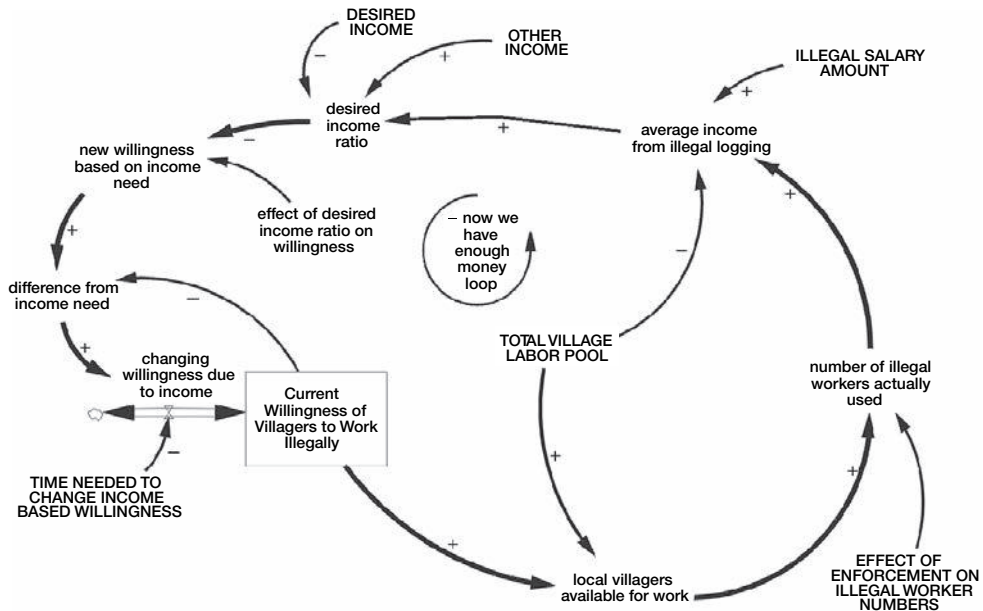 DESIRED
INCOME
OTHER
INCOME
ILLEGAL SALARY
AMOUNT
−
+
+
desired
income
ratio
+
average income
from illegal logging
−
new willingness
based on income
need
effect of desired
income ratio on
willingness
− now we
have
enough
money
loop
+
−
+
difference from
income need
−
+
changing
willingness due
to income
TOTAL VILLAGE
LABOR POOL
number of illegal
workers actually
used
Current
Willingness of
Villagers to Work
Illegally
−
TIME NEEDED TO
CHANGE INCOME
BASED WILLINGNESS
+
+
+
local villagers
available for work
EFFECT OF
ENFORCEMENT ON
ILLEGAL WORKER
NUMBERS